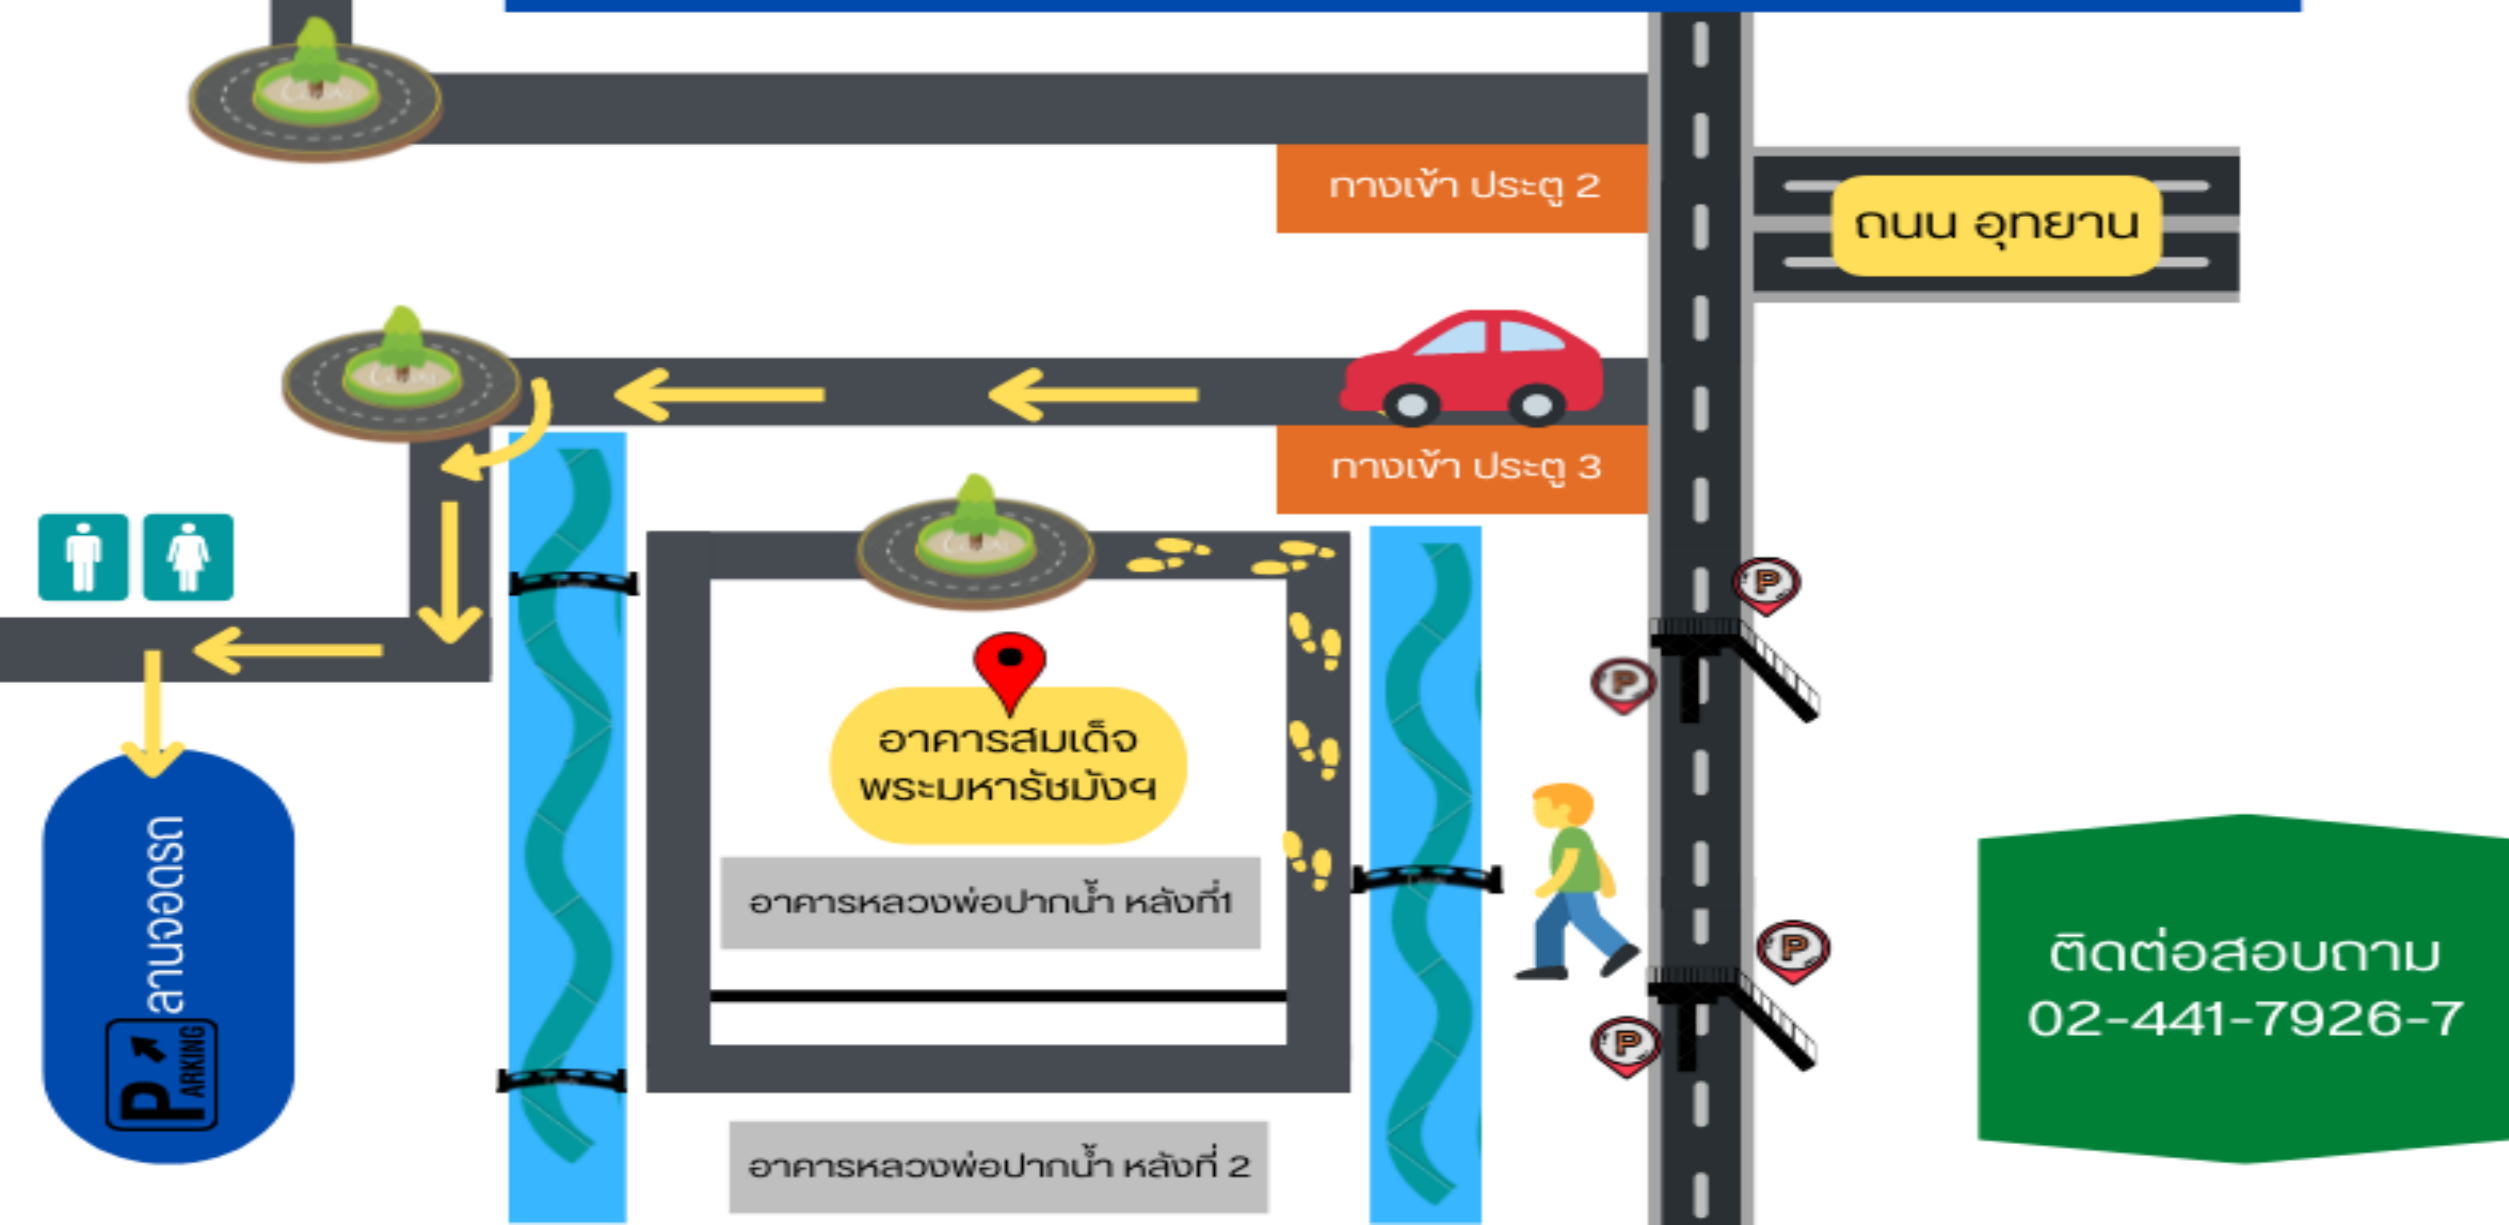 ทางเข้า ประตู 2
ถนน อุทยาน
ทางเข้า ประตู 3
P
P
อาคารสมเด็จ
พระมหารัชมังฯ
อาคารหลวงพ่อปากน้ำ หลังที่1
ลานจอดรถ
PARKING
P
P
ติดต่อสอบถาม
02-441-7926-7
อาคารหลวงพ่อปากน้ำ หลังที่ 2